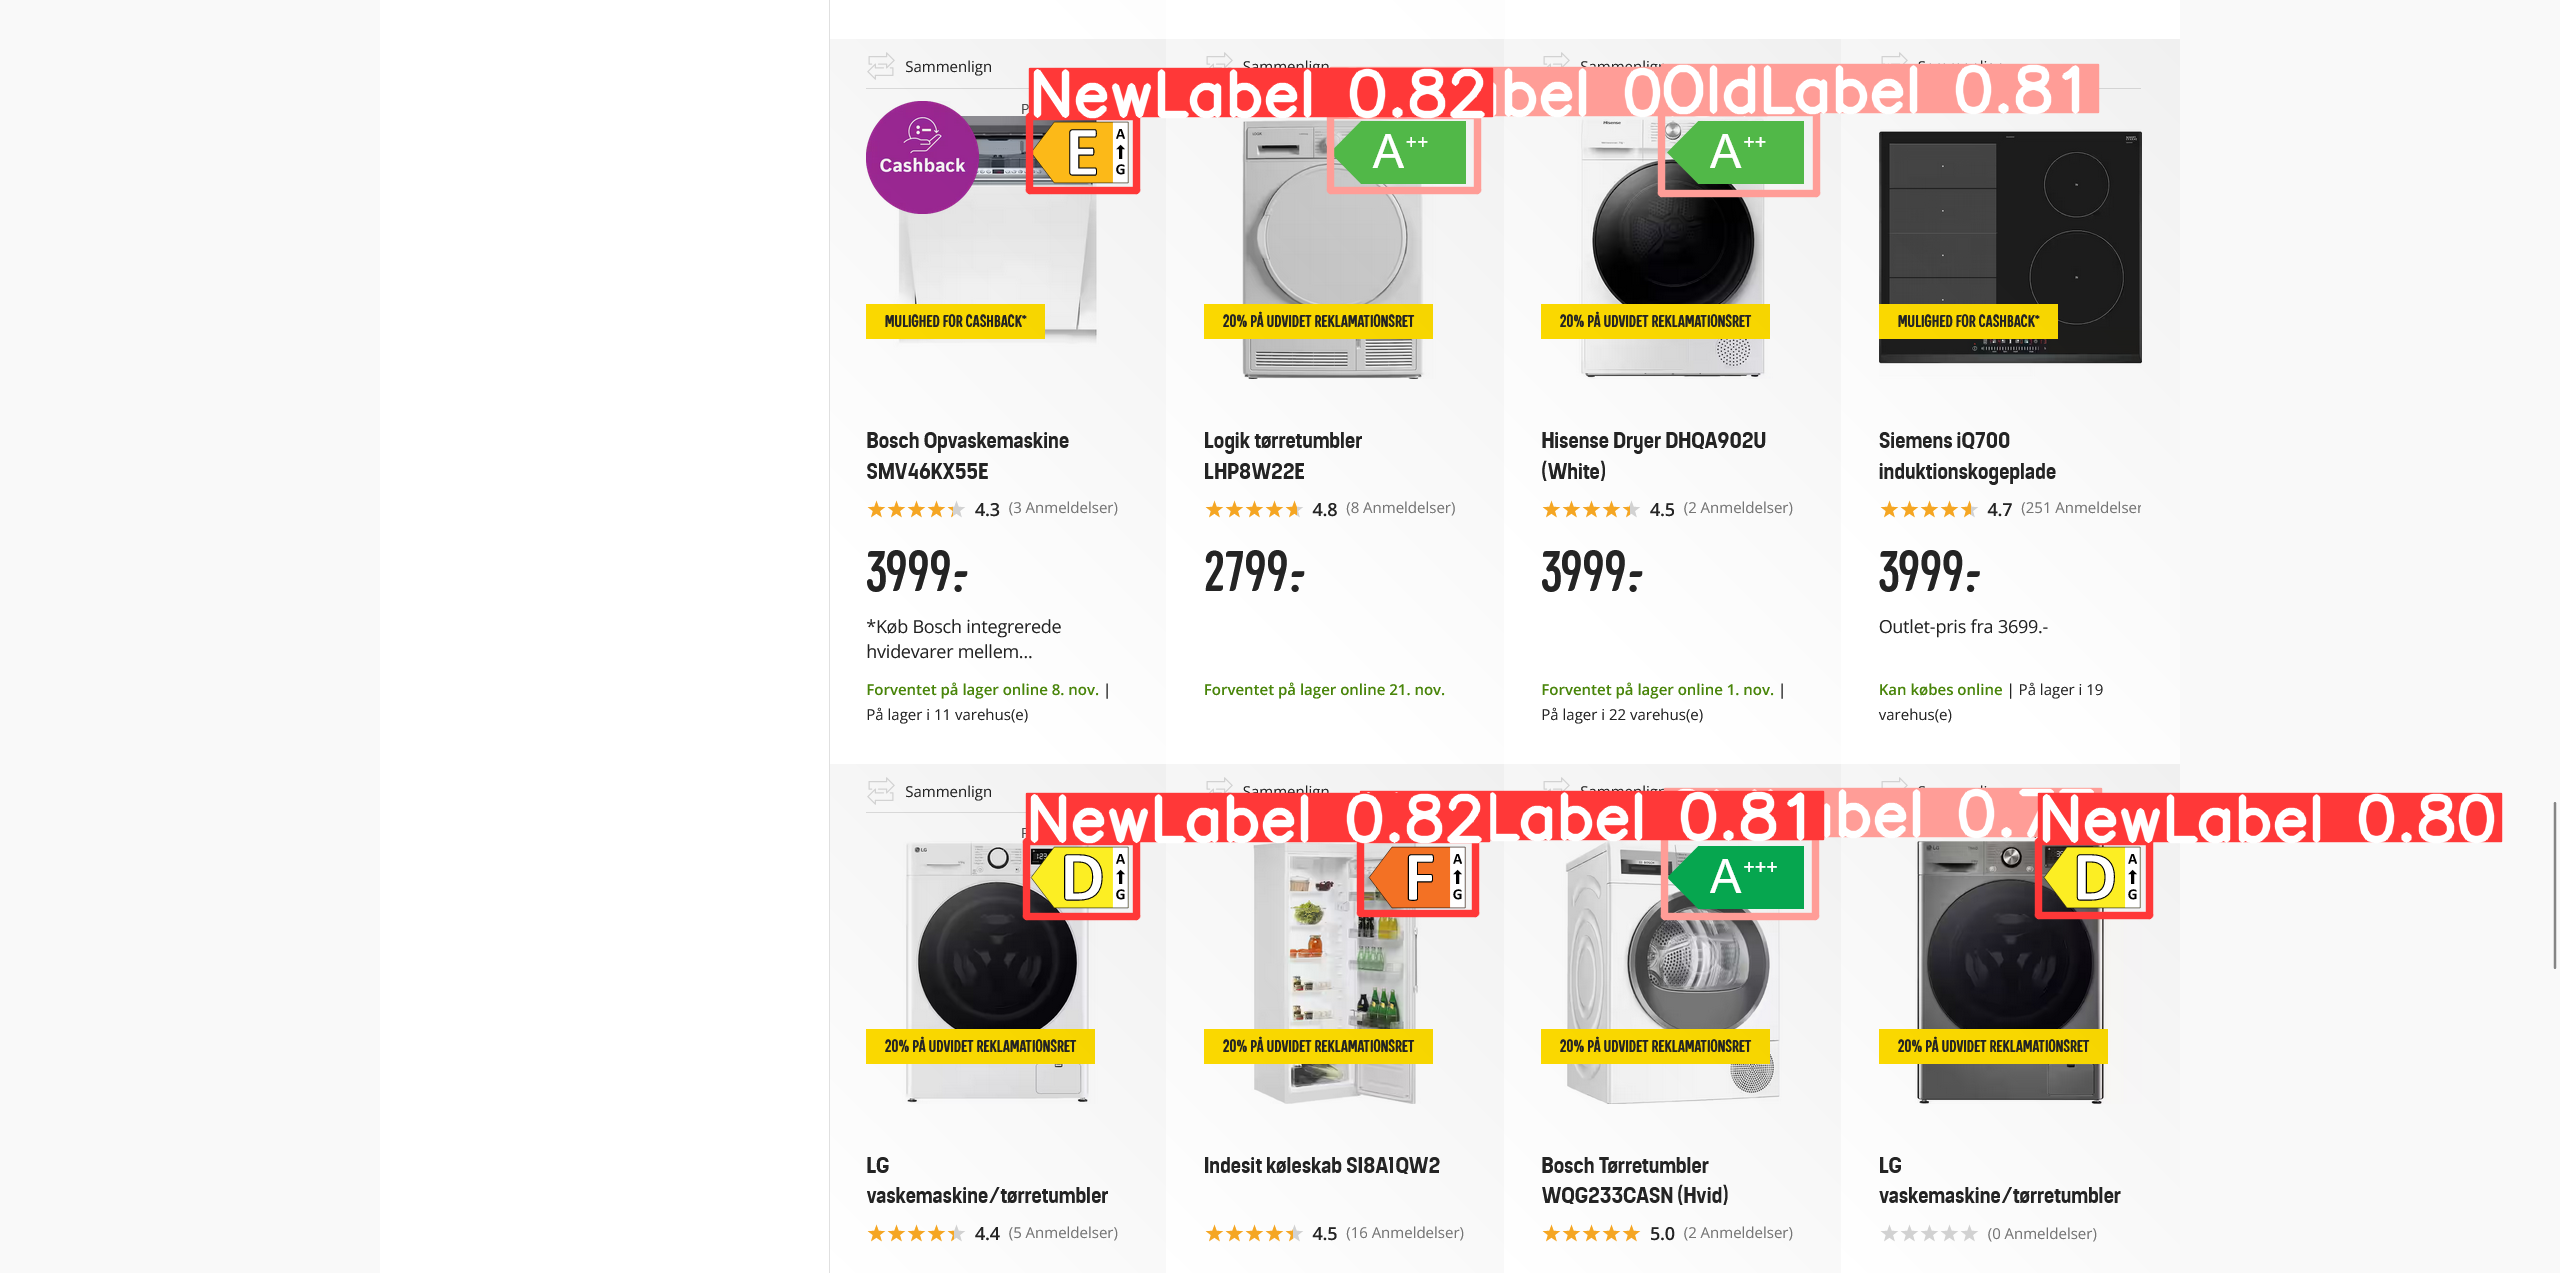 Sammenlign
Sammenlign
Sammenlign
NewLabel 0.82
bel 0
OldLabel 0.81
Cashback
E
A
G
A++
A++
MULIGHED FOR CASHBACK*
20% PÅ UDVIDET REKLAMATIONSRET
20% PÅ UDVIDET REKLAMATIONSRET
MULIGHED FOR CASHBACK*
Bosch Opvaskemaskine
SMV46KX55E
4.3 (3 Anmeldelser)
3999.-
*Køb Bosch integrerede
hvidevarer mellem...
Forventet på lager online 8. nov. |
På lager i 11 varehus(e)
Logik tørretumbler
LHP8W22E
4.8 (8 Anmeldelser)
2799.-
Forventet på lager online 21. nov.
Hisense Dryer DHQA902U
(White)
4.5 (2 Anmeldelser)
3999.-
Forventet på lager online 1. nov. |
På lager i 22 varehus(e)
Siemens iQ700
induktionskogeplade
4.7 (251 Anmeldelser
3999.-
Outlet-pris fra 3699.-
Kan købes online | På lager i 19
varehus(e)
Sammenlign
Sammenlign
Sammenlign
NewLabel 0.82
Label 0.81
bel 0.7
NewLabel 0.80
D
A
G
F
A
G
A+++
D
A
G
20% PÅ UDVIDET REKLAMATIONSRET
20% PÅ UDVIDET REKLAMATIONSRET
20% PÅ UDVIDET REKLAMATIONSRET
20% PÅ UDVIDET REKLAMATIONSRET
LG
vaskemaskine/tørretumbler
4.4 (5 Anmeldelser)
Indesit køleskab SI8A1QW2
4.5 (16 Anmeldelser)
Bosch Tørretumbler
WQG233CASN (Hvid)
5.0 (2 Anmeldelser)
LG
vaskemaskine/tørretumbler
(0 Anmeldelser)